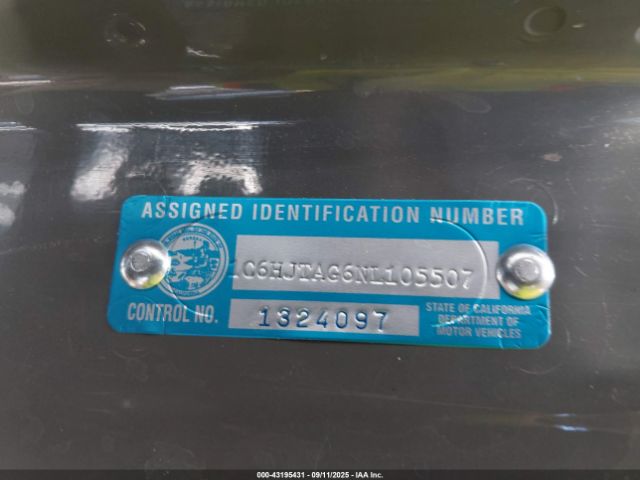 ASSIGNED IDENTIFICATION NUMBER
1C6HJTAG6NL105507
CONTROL NO. 1324097
STATE OF CALIFORNIA
DEPARTMENT OF
MOTOR VEHICLES
000-43195431 - 09/11/2025 - IAA Inc.